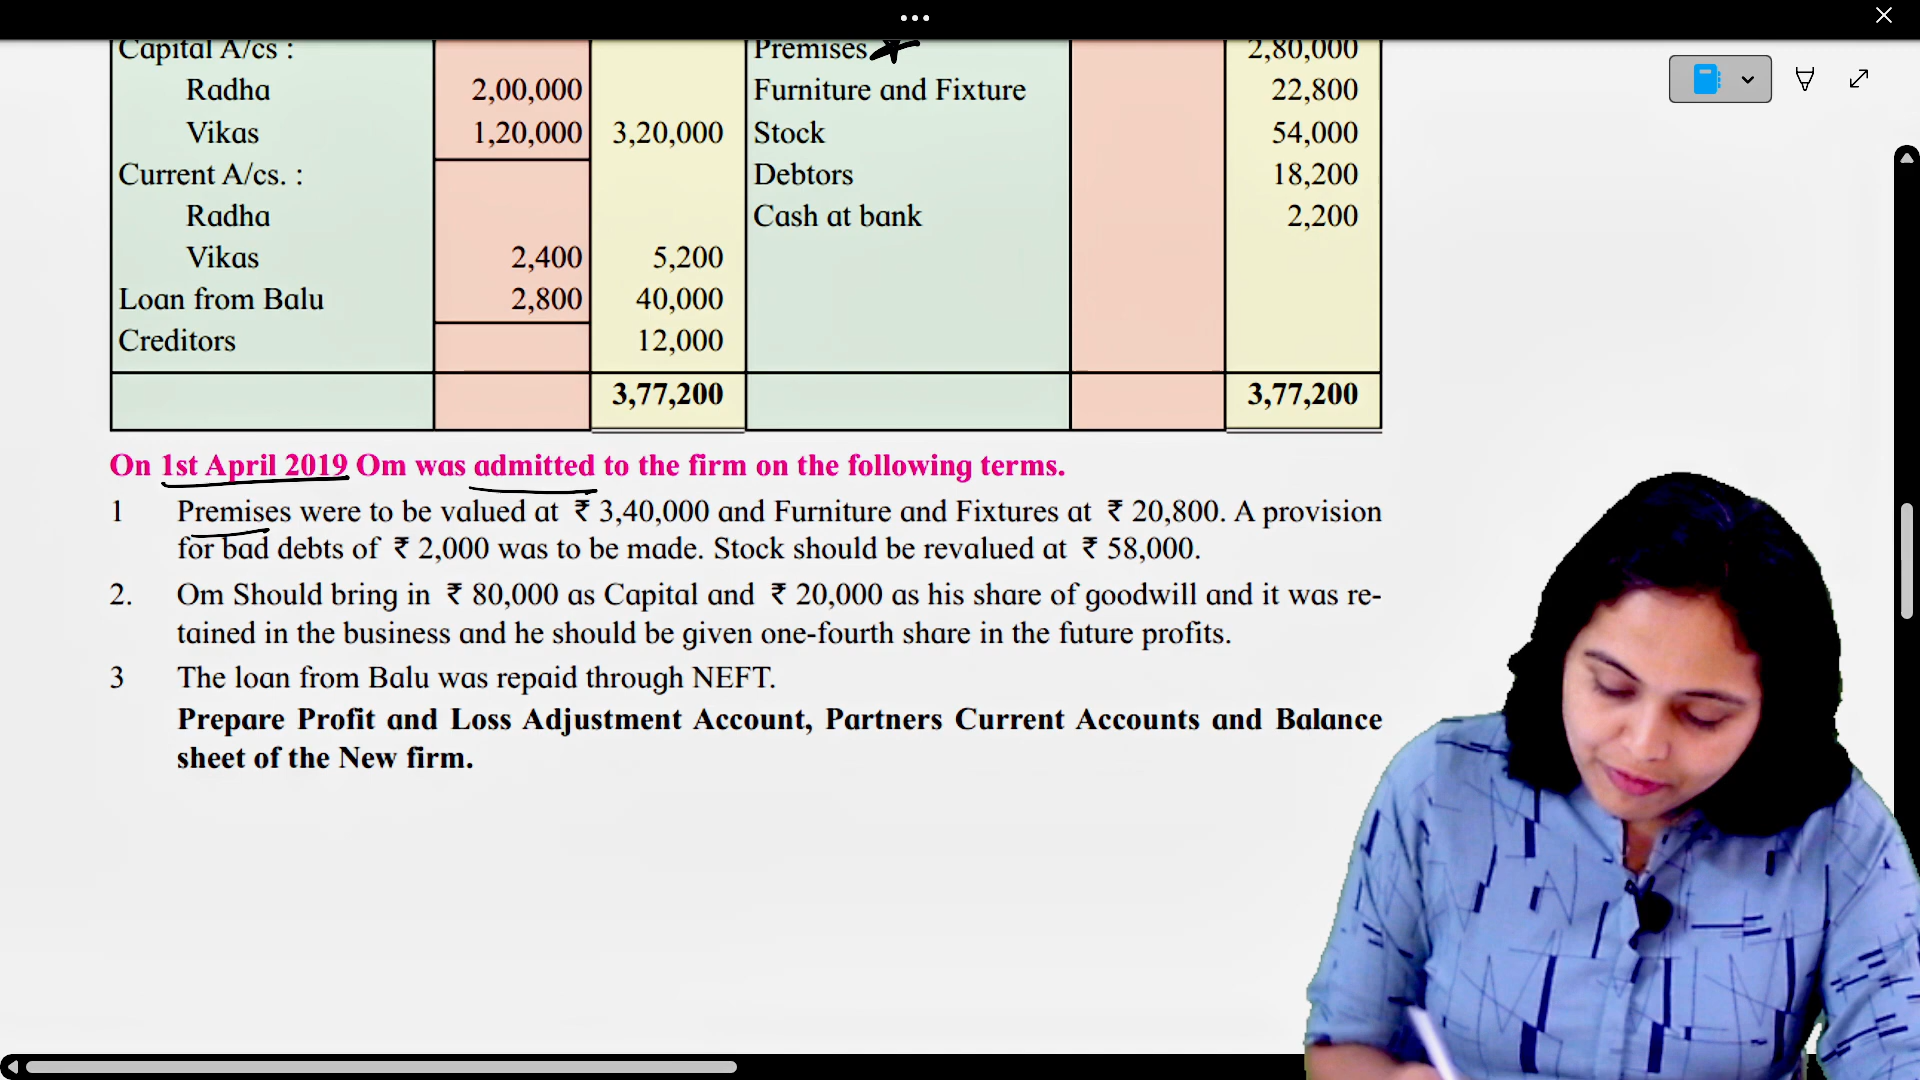 Capital A/cs : Premises 2,80,000
Radha 2,00,000 Furniture and Fixture 22,800
Vikas 1,20,000 3,20,000 Stock 54,000
Current A/cs. : Debtors 18,200
Radha Cash at bank 2,200
Vikas 2,400 5,200
Loan from Balu 2,800 40,000
Creditors 12,000
3,77,200 3,77,200
On 1st April 2019 Om was admitted to the firm on the following terms.
1 Premises were to be valued at ₹ 3,40,000 and Furniture and Fixtures at ₹ 20,800. A provision
for bad debts of ₹ 2,000 was to be made. Stock should be revalued at ₹ 58,000.
2. Om Should bring in ₹ 80,000 as Capital and ₹ 20,000 as his share of goodwill and it was re-
tained in the business and he should be given one-fourth share in the future profits.
3 The loan from Balu was repaid through NEFT.
Prepare Profit and Loss Adjustment Account, Partners Current Accounts and Balance
sheet of the New firm.